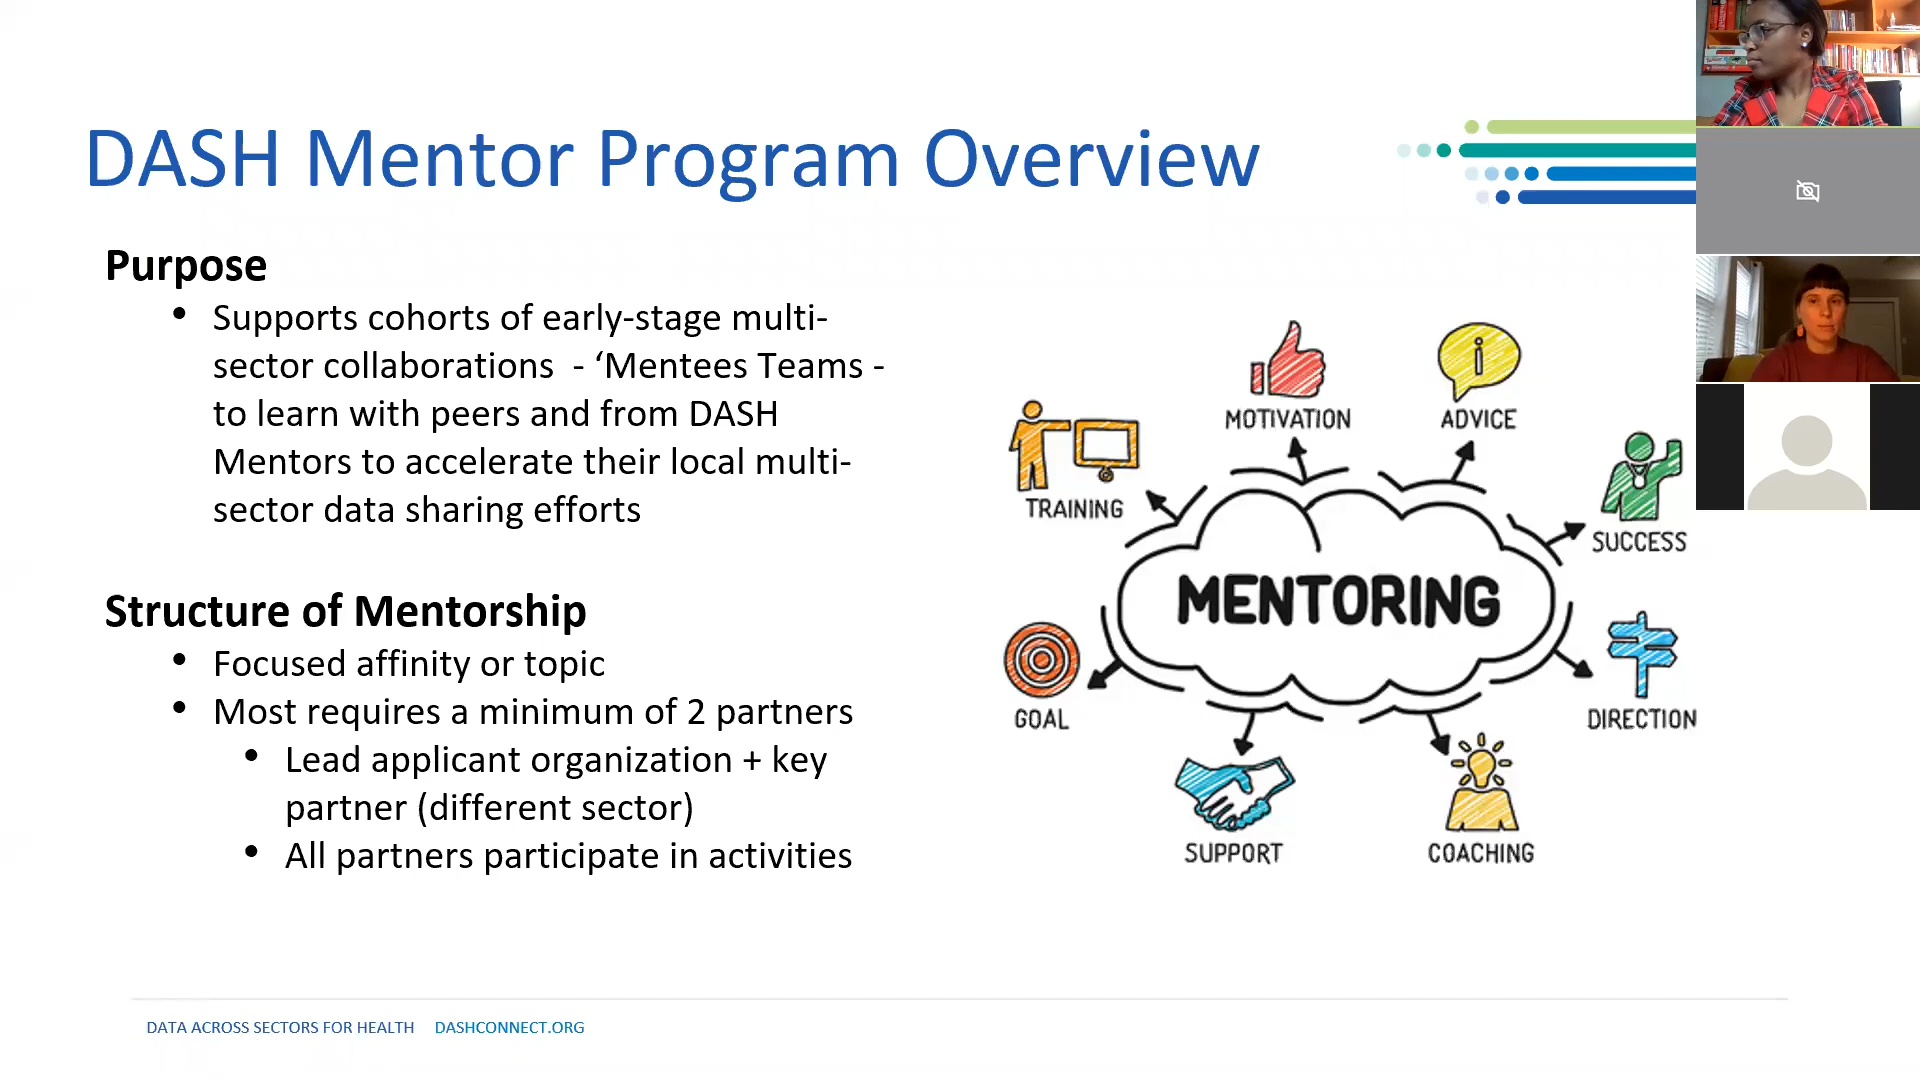 DASH Mentor Program Overview
Purpose
• Supports cohorts of early-stage multi-
sector collaborations  - ‘Mentees Teams -
to learn with peers and from DASH
Mentors to accelerate their local multi-
sector data sharing efforts
Structure of Mentorship
• Focused affinity or topic
• Most requires a minimum of 2 partners
• Lead applicant organization + key
partner (different sector)
• All partners participate in activities
MOTIVATION
ADVICE
TRAINING
SUCCESS
MENTORING
GOAL
DIRECTION
SUPPORT
COACHING
DATA ACROSS SECTORS FOR HEALTH DASHCONNECT.ORG